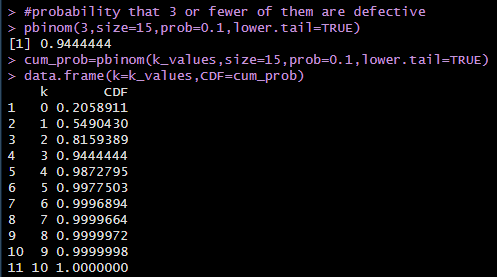 > #probability that 3 or fewer of them are defective
> pbinom(3,size=15,prob=0.1,lower.tail=TRUE)
[1] 0.9444444
> cum_prob=pbinom(k_values,size=15,prob=0.1,lower.tail=TRUE)
> data.frame(k=k_values,CDF=cum_prob)
k CDF
1 0 0.2058911
2 1 0.5490430
3 2 0.8159389
4 3 0.9444444
5 4 0.9872795
6 5 0.9977503
7 6 0.9996894
8 7 0.9999664
9 8 0.9999972
10 9 0.9999998
11 10 1.0000000